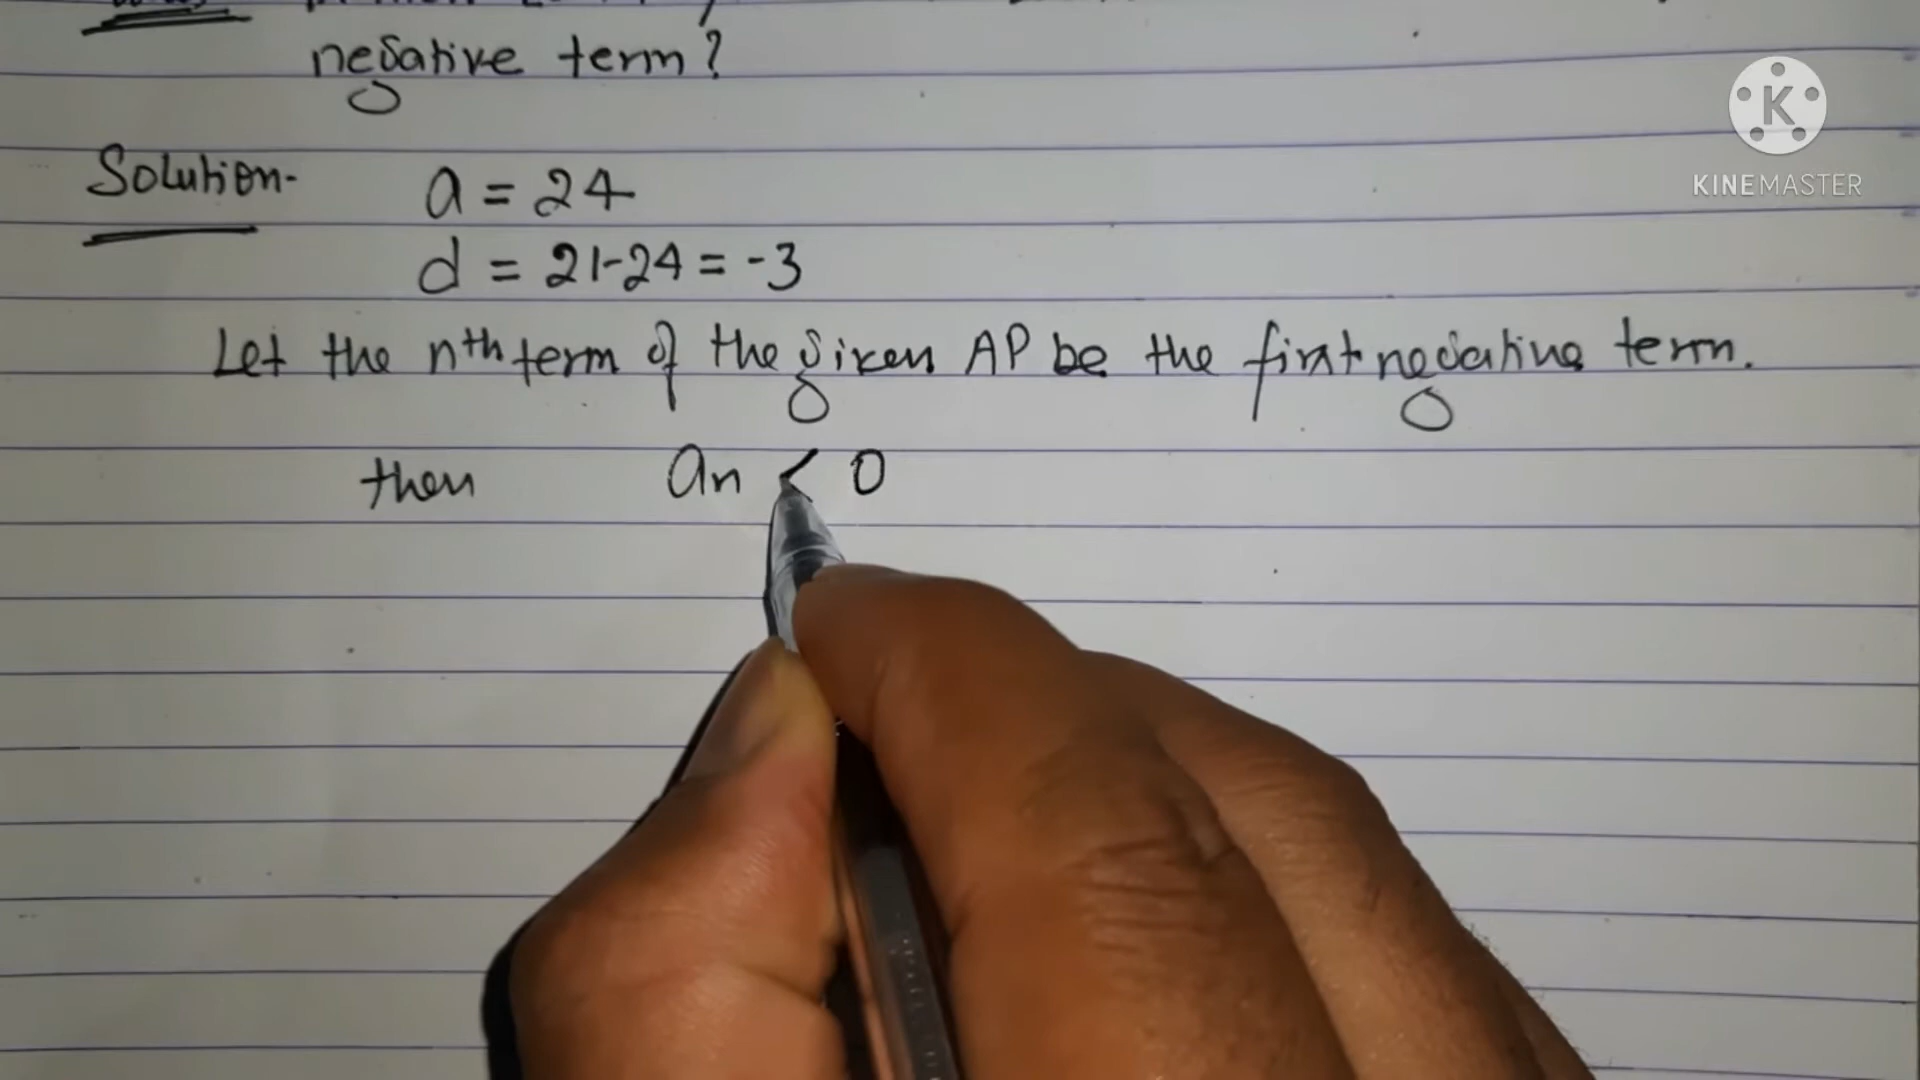 negative term?
Solution-
a = 24
d = 21-24 = -3
Let the nth term of the given AP be the first negative term.
then an < 0
KINEMASTER